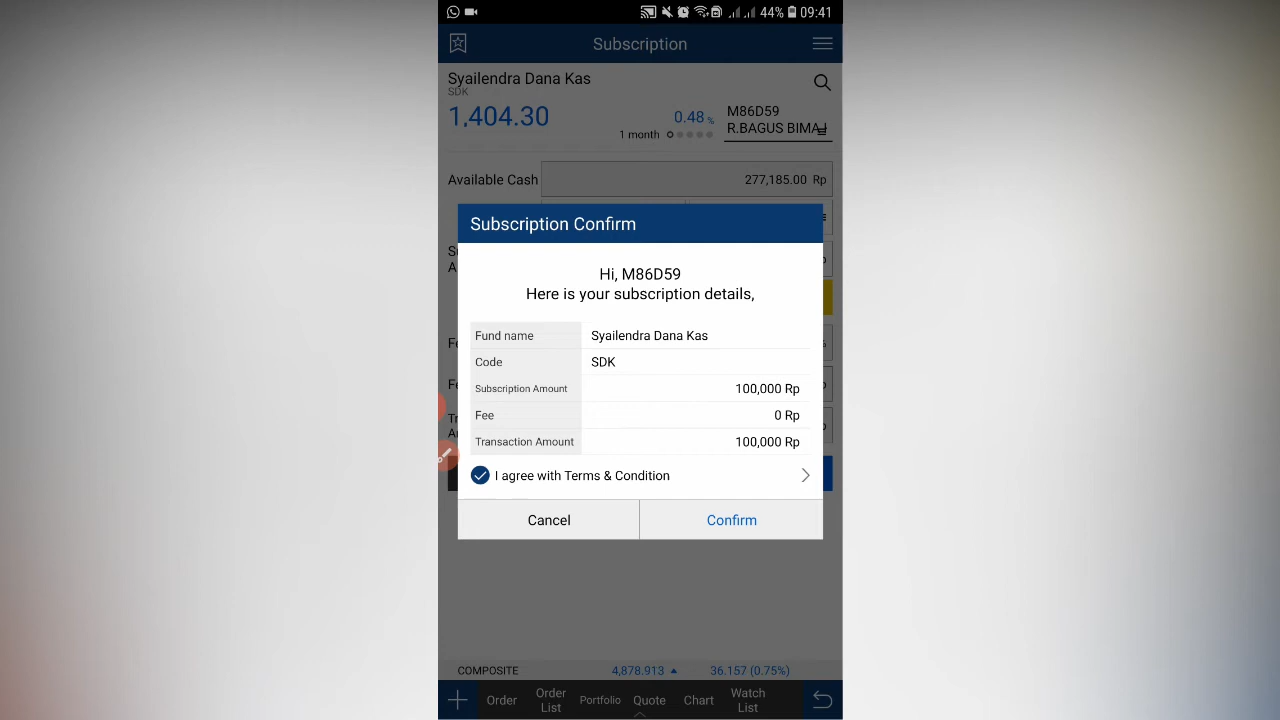 44% 09:41
Subscription
Syailendra Dana Kas
SDK
1,404.30
0.48 %
1 month
M86D59
R.BAGUS BIMA
Available Cash 277,185.00 Rp
Subscription Confirm
Hi, M86D59
Here is your subscription details,
Fund name Syailendra Dana Kas
Code SDK
Subscription Amount 100,000 Rp
Fee 0 Rp
Transaction Amount 100,000 Rp
I agree with Terms & Condition
Cancel Confirm
COMPOSITE 4,878.913 ▲ 36.157 (0.75%)
Order Order List Portfolio Quote Chart Watch List